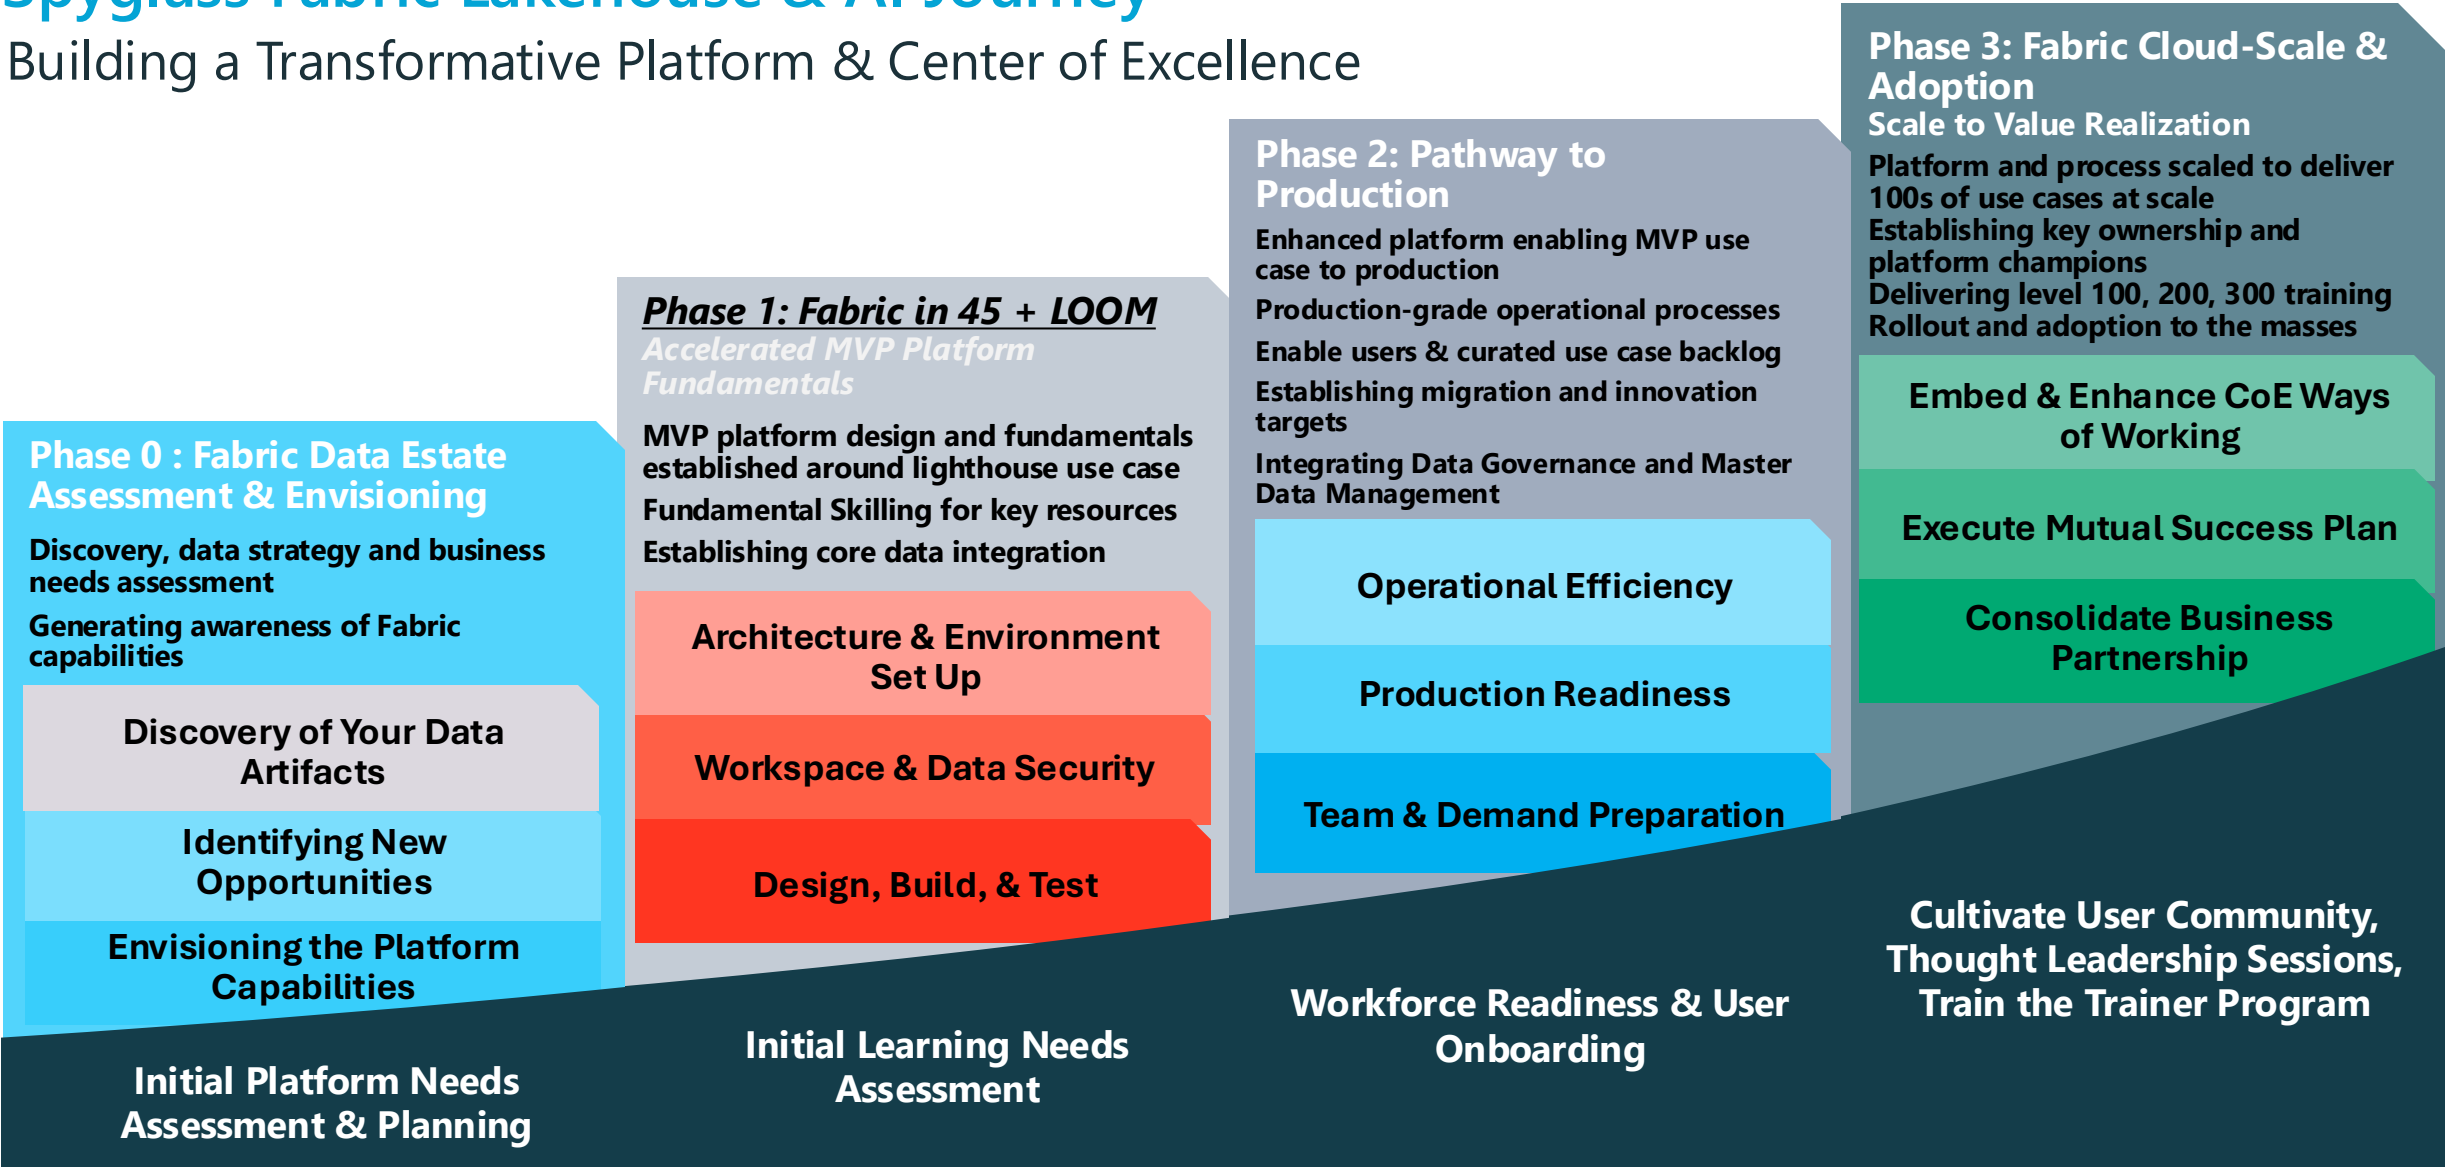 Spyglass Fabric Lakehouse & AI Journey
Building a Transformative Platform & Center of Excellence
Phase 0 : Fabric Data Estate
Assessment & Envisioning
Discovery, data strategy and business
needs assessment
Generating awareness of Fabric
capabilities
Discovery of Your Data
Artifacts
Identifying New
Opportunities
Envisioning the Platform
Capabilities
Initial Platform Needs
Assessment & Planning
Phase 1: Fabric in 45 + LOOM
Accelerated MVP Platform
Fundamentals
MVP platform design and fundamentals
established around lighthouse use case
Fundamental Skilling for key resources
Establishing core data integration
Architecture & Environment
Set Up
Workspace & Data Security
Design, Build, & Test
Initial Learning Needs
Assessment
Phase 2: Pathway to
Production
Enhanced platform enabling MVP use
case to production
Production-grade operational processes
Enable users & curated use case backlog
Establishing migration and innovation
targets
Integrating Data Governance and Master
Data Management
Operational Efficiency
Production Readiness
Team & Demand Preparation
Workforce Readiness & User
Onboarding
Phase 3: Fabric Cloud-Scale &
Adoption
Scale to Value Realization
Platform and process scaled to deliver
100s of use cases at scale
Establishing key ownership and
platform champions
Delivering level 100, 200, 300 training
Rollout and adoption to the masses
Embed & Enhance CoE Ways
of Working
Execute Mutual Success Plan
Consolidate Business
Partnership
Cultivate User Community,
Thought Leadership Sessions,
Train the Trainer Program